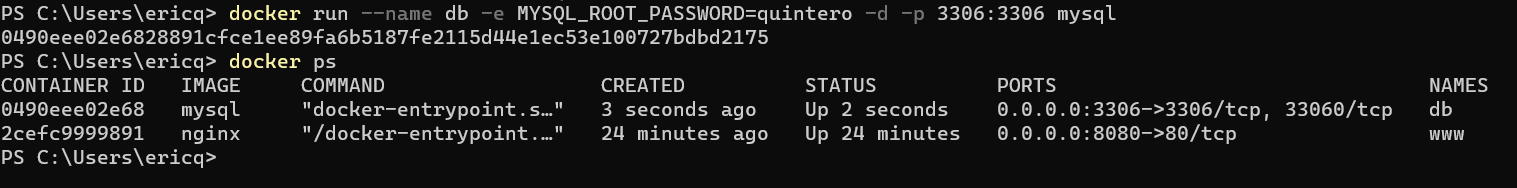 PS C:\Users\ericq> docker run --name db -e MYSQL_ROOT_PASSWORD=quintero -d -p 3306:3306 mysql
0490eee02e6828891cfce1ee89fa6b5187fe2115d44e1ec53e100727bdbd2175
PS C:\Users\ericq> docker ps
CONTAINER ID   IMAGE     COMMAND                  CREATED          STATUS          PORTS                               NAMES
0490eee02e68   mysql     "docker-entrypoint.s…"   3 seconds ago    Up 2 seconds    0.0.0.0:3306->3306/tcp, 33060/tcp   db
2cefc9999891   nginx     "/docker-entrypoint.…"   24 minutes ago   Up 24 minutes   0.0.0.0:8080->80/tcp                www
PS C:\Users\ericq>